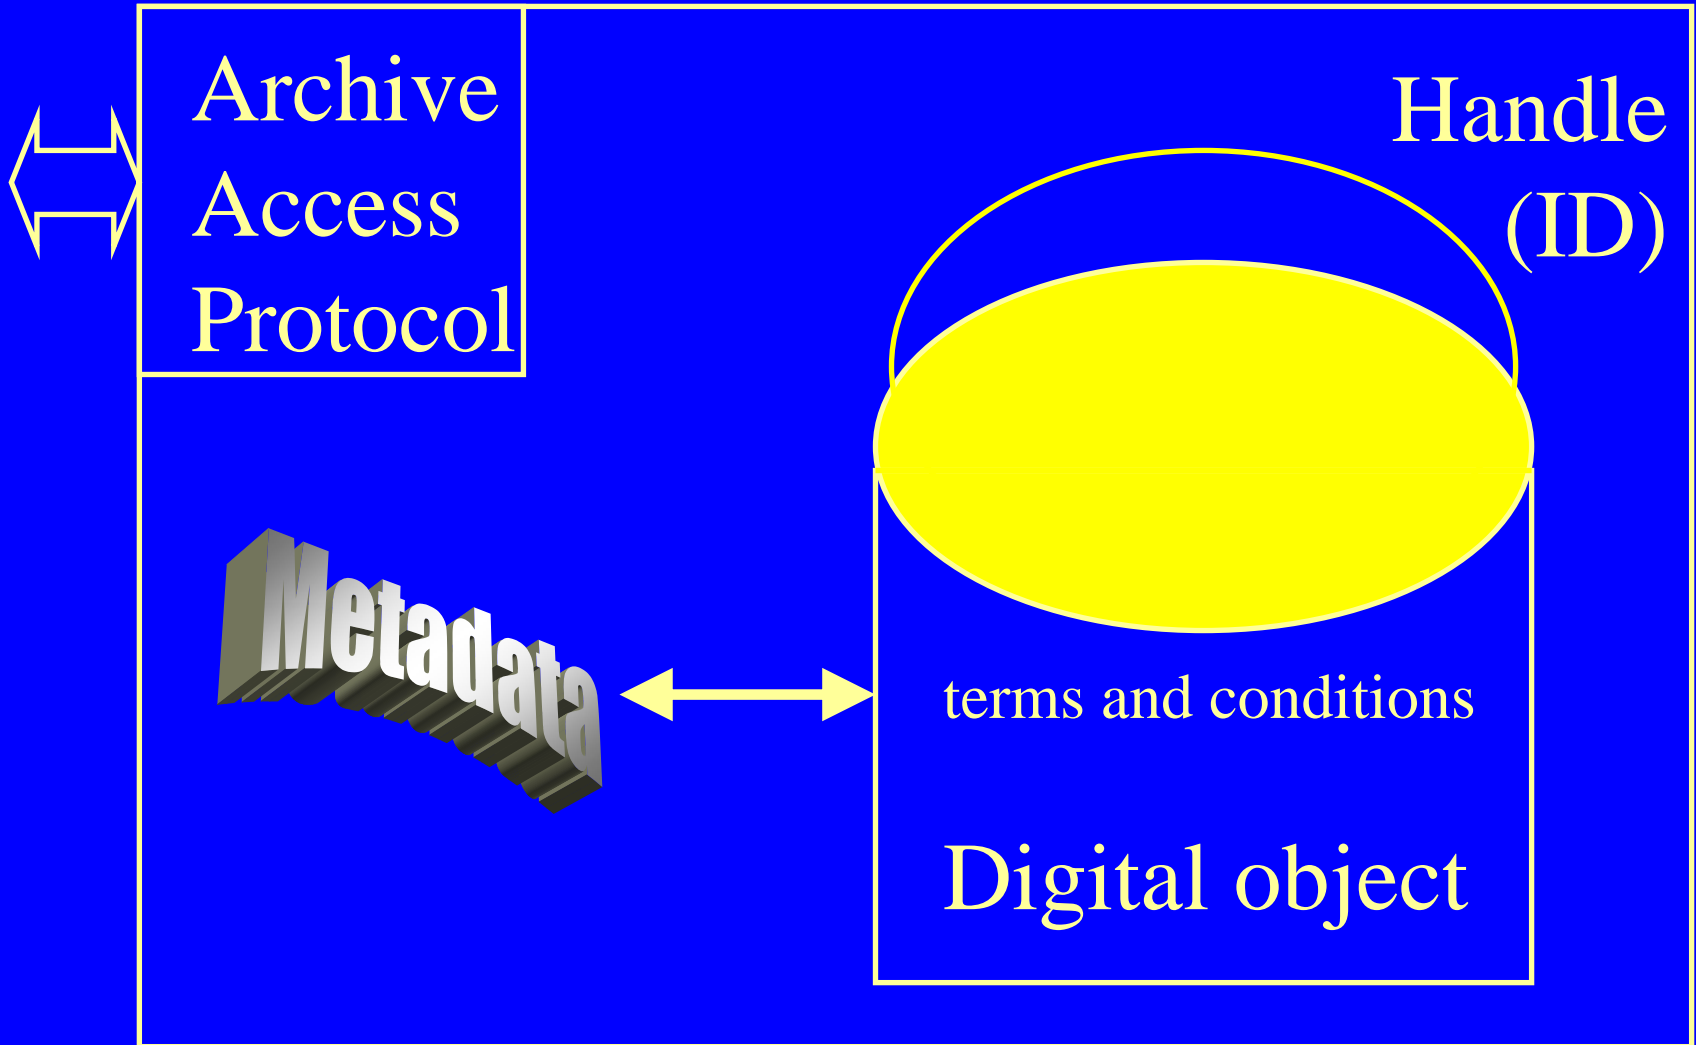 Archive
Access
Protocol
Handle
(ID)
Metadata
terms and conditions
Digital object